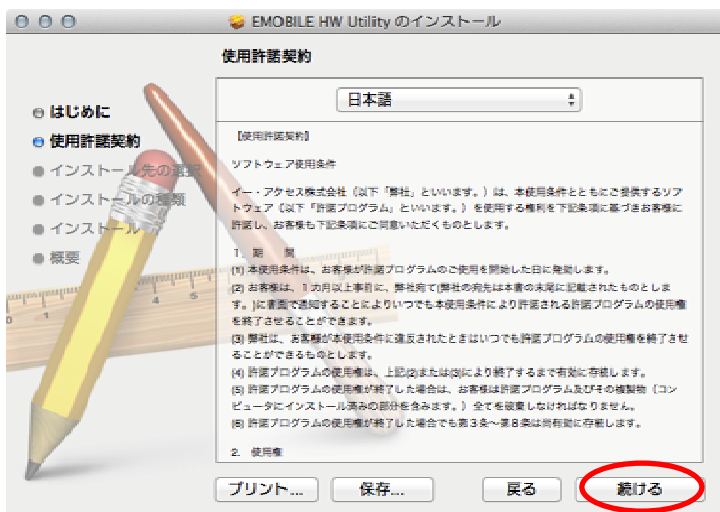 EMOBILE HW Utility のインストール
使用許諾契約
はじめに
使用許諾契約
インストール先の選択
インストールの種類
インストール
概要
日本語
【使用許諾契約】
ソフトウェア使用条件
イー・アクセス株式会社（以下「弊社」といいます。）は、本使用条件とともにご提供するソフ
トウェア（以下「許諾プログラム」といいます。）を使用する権利を下記条項に基づきお客様に
許諾し、お客様も下記条項にご同意いただくものとします。
1. 期　間
(1) 本使用条件は、お客様が許諾プログラムのご使用を開始した日に発効します。
(2) お客様は、1カ月以上事前に、弊社宛て(弊社の宛先は本書の末尾に記載されたものとしま
す。)に書面で通知することによりいつでも本使用条件により許諾される許諾プログラムの使用権
を終了させることができます。
(3) 弊社は、お客様が本使用条件に違反されたときはいつでも許諾プログラムの使用権を終了させ
ることができるものとします。
(4) 許諾プログラムの使用権は、上記(2)または(3)により終了するまで有効に存続します。
(5) 許諾プログラムの使用権が終了した場合は、お客様は許諾プログラム及びその複製物（コン
ピュータにインストール済みの部分を含みます。）全てを破棄しなければなりません。
(6) 許諾プログラムの使用権が終了した場合でも第3条～第8条は尚有効に存続します。
2. 使用権
プリント...
保存...
戻る
続ける
0 1 4 5